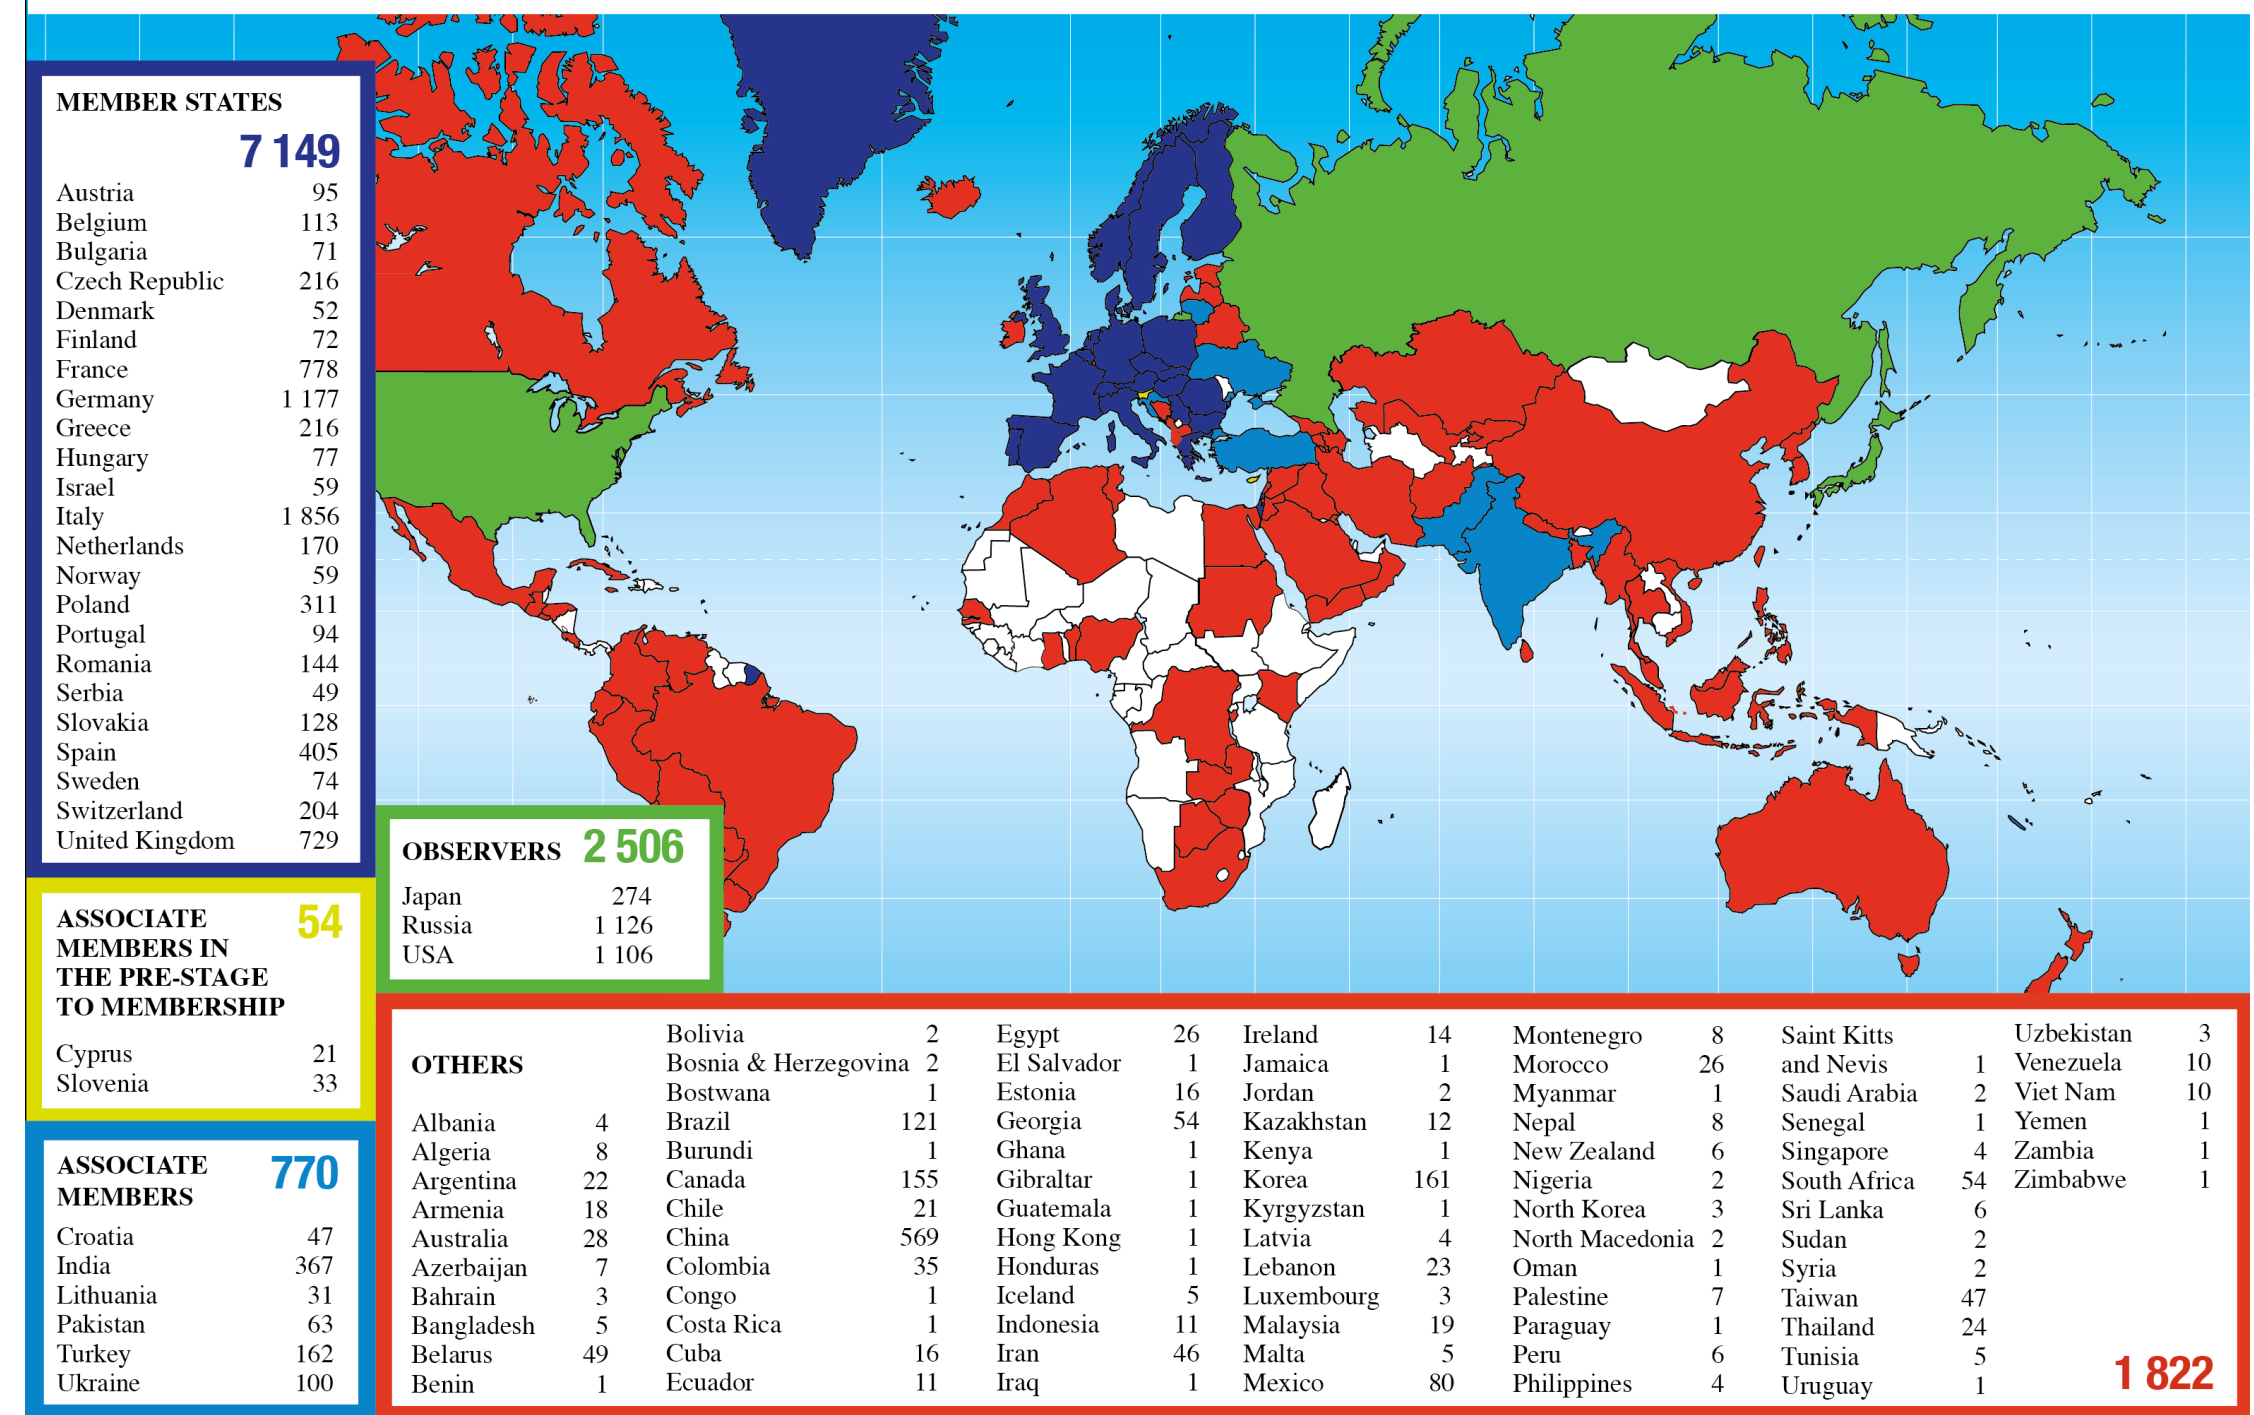 MEMBER STATES
7 149
Austria 95
Belgium 113
Bulgaria 71
Czech Republic 216
Denmark 52
Finland 72
France 778
Germany 1 177
Greece 216
Hungary 77
Israel 59
Italy 1 856
Netherlands 170
Norway 59
Poland 311
Portugal 94
Romania 144
Serbia 49
Slovakia 128
Spain 405
Sweden 74
Switzerland 204
United Kingdom 729
ASSOCIATE 54
MEMBERS IN
THE PRE-STAGE
TO MEMBERSHIP
Cyprus 21
Slovenia 33
ASSOCIATE 770
MEMBERS
Croatia 47
India 367
Lithuania 31
Pakistan 63
Turkey 162
Ukraine 100
OBSERVERS 2 506
Japan 274
Russia 1 126
USA 1 106
OTHERS
Albania 4
Algeria 8
Argentina 22
Armenia 18
Australia 28
Azerbaijan 7
Bahrain 3
Bangladesh 5
Belarus 49
Benin 1
Bolivia 2
Bosnia & Herzegovina 2
Bostwana 1
Brazil 121
Burundi 1
Canada 155
Chile 21
China 569
Colombia 35
Congo 1
Costa Rica 1
Cuba 16
Ecuador 11
Egypt 26
El Salvador 1
Estonia 16
Georgia 54
Ghana 1
Gibraltar 1
Guatemala 1
Hong Kong 1
Honduras 1
Iceland 5
Indonesia 11
Iran 46
Iraq 1
Ireland 14
Jamaica 1
Jordan 2
Kazakhstan 12
Kenya 1
Korea 161
Kyrgyzstan 1
Latvia 4
Lebanon 23
Luxembourg 3
Malaysia 19
Malta 5
Mexico 80
Montenegro 8
Morocco 26
Myanmar 1
Nepal 8
New Zealand 6
Nigeria 2
North Korea 3
North Macedonia 2
Oman 1
Palestine 7
Paraguay 1
Peru 6
Philippines 4
Saint Kitts
and Nevis 1
Saudi Arabia 2
Senegal 1
Singapore 4
South Africa 54
Sri Lanka 6
Sudan 2
Syria 2
Taiwan 47
Thailand 24
Tunisia 5
Uruguay 1
Uzbekistan 3
Venezuela 10
Viet Nam 10
Yemen 1
Zambia 1
Zimbabwe 1
1 822